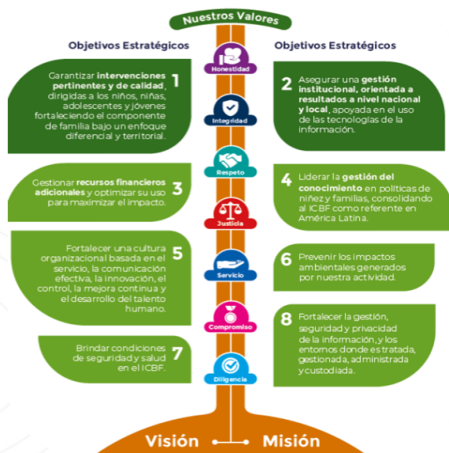 Nuestros Valores
Objetivos Estratégicos
Garantizar intervenciones
pertinentes y de calidad,
dirigidas a los niños, niñas,
adolescentes y jóvenes
fortaleciendo el componente
de familia bajo un enfoque
diferencial y territorial.
1
Gestionar recursos financieros
adicionales y optimizar su uso
para maximizar el impacto.
3
Fortalecer una cultura
organizacional basada en el
servicio, la comunicación
efectiva, la innovación, el
control, la mejora continua y
el desarrollo del talento
humano.
5
Brindar condiciones
de seguridad y salud
en el ICBF.
7
Honestidad
Integridad
Respeto
Justicia
Servicio
Compromiso
Diligencia
Objetivos Estratégicos
2
Asegurar una gestión
institucional, orientada a
resultados a nivel nacional
y local, apoyada en el uso
de las tecnologías de la
información.
4
Liderar la gestión del
conocimiento en políticas de
niñez y familias, consolidando
al ICBF como referente en
América Latina.
6
Prevenir los impactos
ambientales generados
por nuestra actividad.
8
Fortalecer la gestión,
seguridad y privacidad
de la información, y los
entornos donde es tratada,
gestionada, administrada
y custodiada.
Visión
Misión